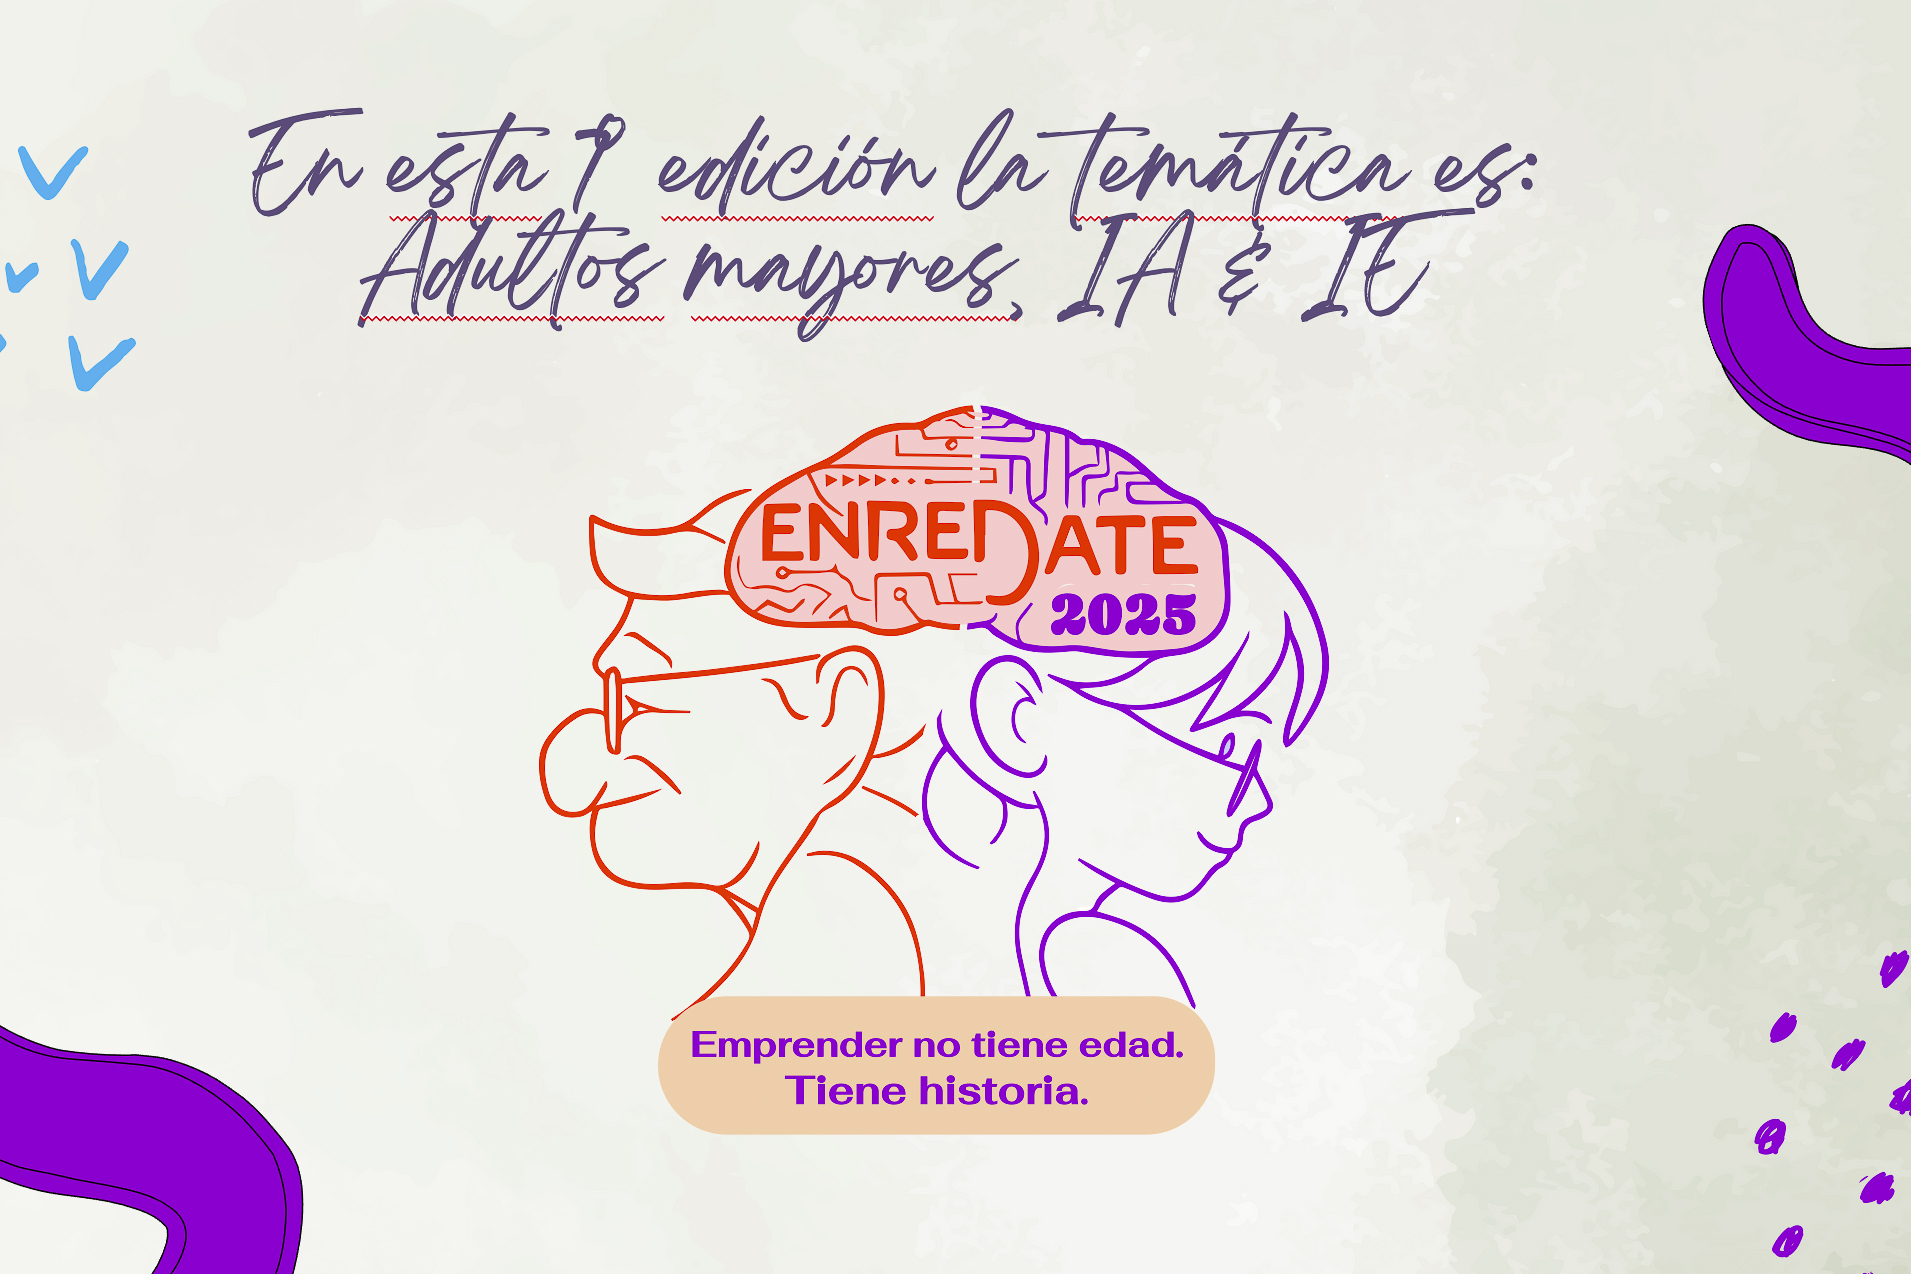 En esta 9 edición la temática es:
Adultos mayores, IA & IE
ENREDATE
2025
Emprender no tiene edad.
Tiene historia.